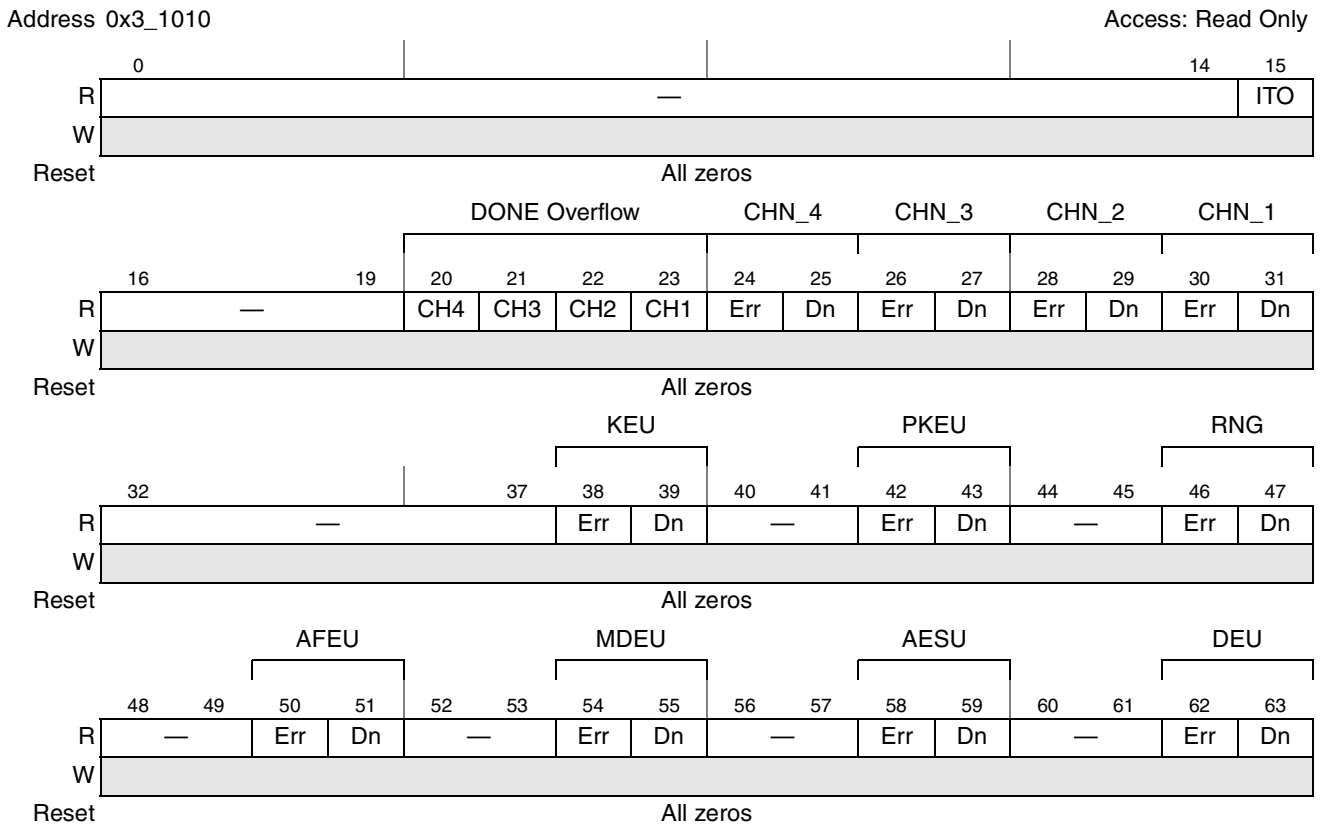 Address 0x3_1010 Access: Read Only
0 14 15
R — ITO
W
Reset All zeros
DONE Overflow CHN_4 CHN_3 CHN_2 CHN_1
16 19 20 21 22 23 24 25 26 27 28 29 30 31
R — CH4 CH3 CH2 CH1 Err Dn Err Dn Err Dn Err Dn
W
Reset All zeros
KEU PKEU RNG
32 37 38 39 40 41 42 43 44 45 46 47
R — Err Dn — Err Dn — Err Dn
W
Reset All zeros
AFEU MDEU AESU DEU
48 49 50 51 52 53 54 55 56 57 58 59 60 61 62 63
R — Err Dn — Err Dn — Err Dn — Err Dn
W
Reset All zeros